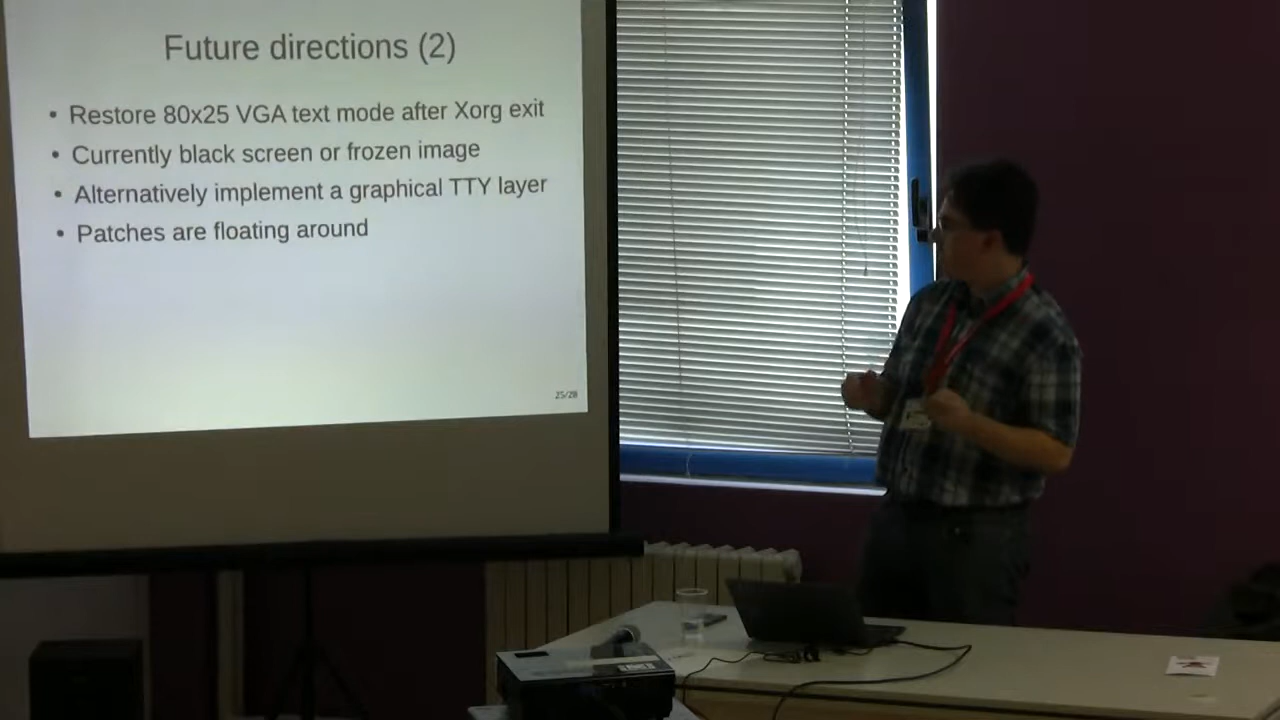 Future directions (2)
• Restore 80x25 VGA text mode after Xorg exit
• Currently black screen or frozen image
• Alternatively implement a graphical TTY layer
• Patches are floating around
25/28